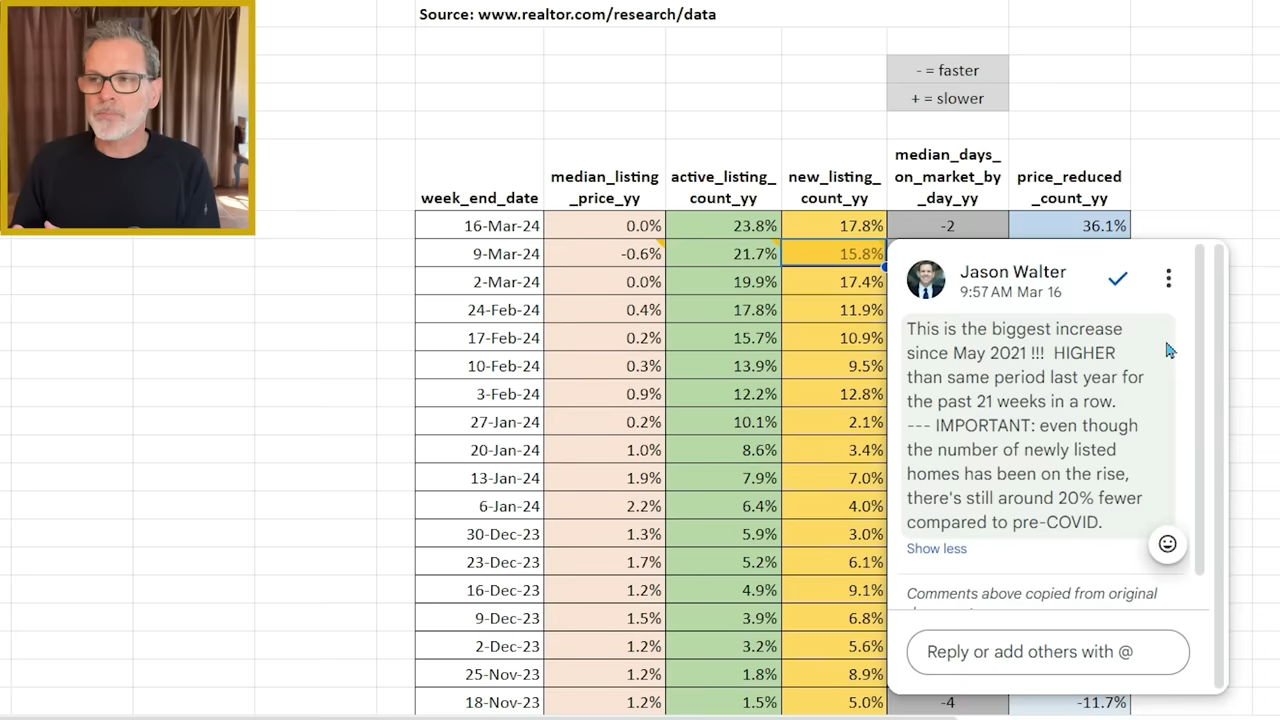 Source: www.realtor.com/research/data
- = faster
+ = slower
week_end_date median_listing_price_yy active_listing_count_yy new_listing_count_yy median_days_on_market_by_day_yy price_reduced_count_yy
16-Mar-24 0.0% 23.8% 17.8% -2 36.1%
9-Mar-24 -0.6% 21.7% 15.8%
2-Mar-24 0.0% 19.9% 17.4%
24-Feb-24 0.4% 17.8% 11.9%
17-Feb-24 0.2% 15.7% 10.9%
10-Feb-24 0.3% 13.9% 9.5%
3-Feb-24 0.9% 12.2% 12.8%
27-Jan-24 0.2% 10.1% 2.1%
20-Jan-24 1.0% 8.6% 3.4%
13-Jan-24 1.9% 7.9% 7.0%
6-Jan-24 2.2% 6.4% 4.0%
30-Dec-23 1.3% 5.9% 3.0%
23-Dec-23 1.7% 5.2% 6.1%
16-Dec-23 1.2% 4.9% 9.1%
9-Dec-23 1.5% 3.9% 6.8%
2-Dec-23 1.2% 3.2% 5.6%
25-Nov-23 1.2% 1.8% 8.9%
18-Nov-23 1.2% 1.5% 5.0% -4 -11.7%
Jason Walter
9:57 AM Mar 16
This is the biggest increase
since May 2021 !!! HIGHER
than same period last year for
the past 21 weeks in a row.
--- IMPORTANT: even though
the number of newly listed
homes has been on the rise,
there's still around 20% fewer
compared to pre-COVID.
Show less
Comments above copied from original
Reply or add others with @